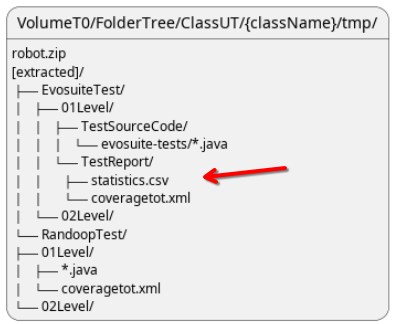 VolumeT0/FolderTree/ClassUT/{className}/tmp/
robot.zip
[extracted]/
├── EvosuiteTest/
│   ├── 01Level/
│   │   ├── TestSourceCode/
│   │   │   └── evosuite-tests/*.java
│   │   └── TestReport/
│   │       ├── statistics.csv
│   │       └── coveragetot.xml
│   └── 02Level/
└── RandoopTest/
├── 01Level/
│   ├── *.java
│   └── coveragetot.xml
└── 02Level/